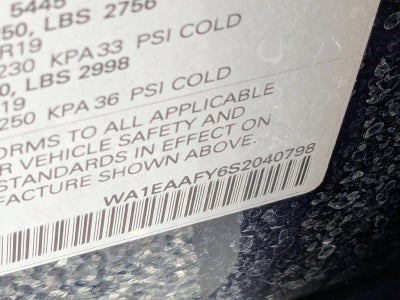 5445
50, LBS 2756
R19
230 KPA 33 PSI COLD
0, LBS 2998
19
250 KPA 36 PSI COLD
ORMS TO ALL APPLICABLE
R VEHICLE SAFETY AND
STANDARDS IN EFFECT ON
FACTURE SHOWN ABOVE.
WA1EAAFY6S2040798